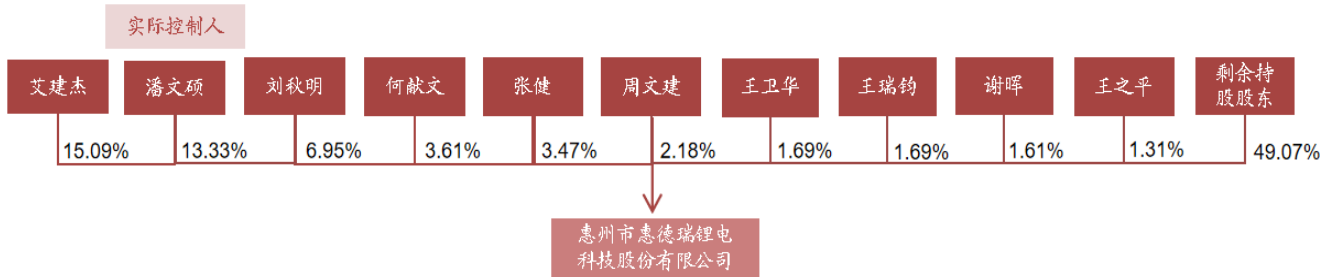 实际控制人
艾建杰
潘文硕
刘秋明
何献文
张健
周文建
王卫华
王瑞钧
谢晖
王之平
剩余持
股股东
15.09%
13.33%
6.95%
3.61%
3.47%
2.18%
1.69%
1.69%
1.61%
1.31%
49.07%
惠州市惠德瑞锂电
科技股份有限公司